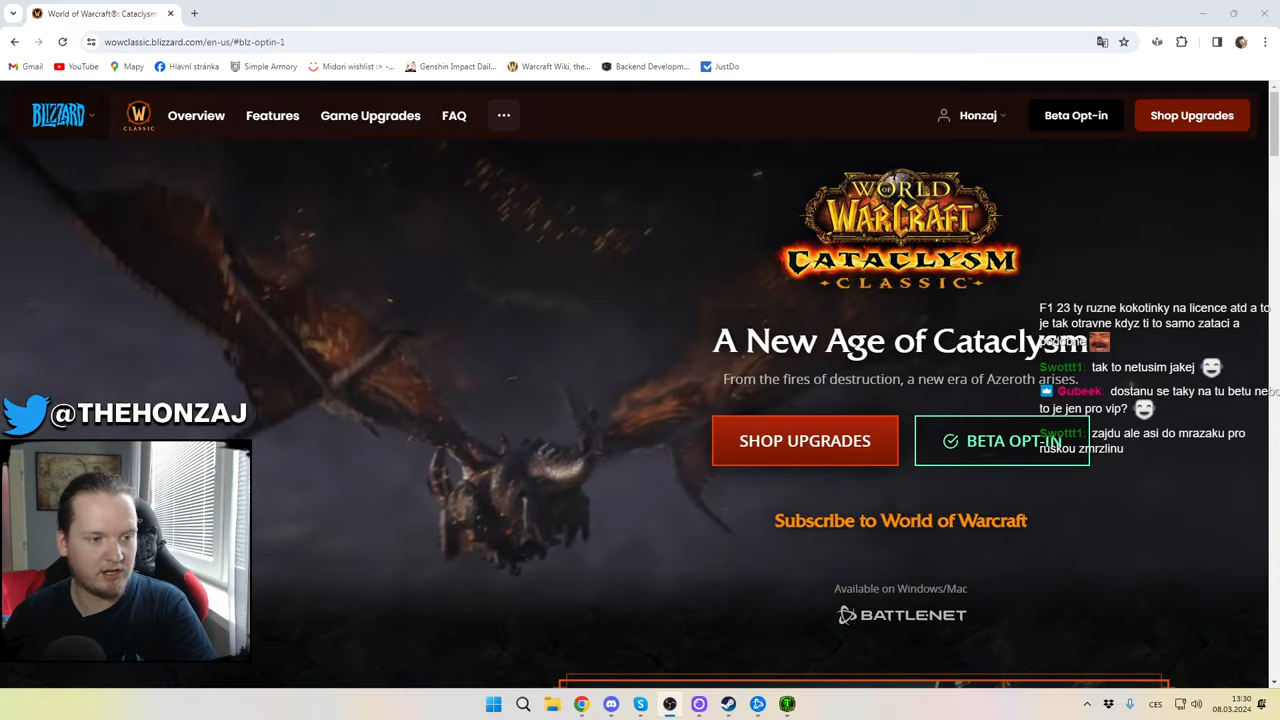 World of Warcraft®: Cataclysm
wowclassic.blizzard.com/en-us/#blz-optin-1
Gmail
YouTube
Mapy
Hlavní stránka
Simple Armory
Midori wishlist :> -...
Genshin Impact Dail...
Warcraft Wiki, the...
Backend Developm...
JustDo
BLIZZARD
W
CLASSIC
Overview
Features
Game Upgrades
FAQ
Honzaj
Beta Opt-in
Shop Upgrades
WORLD
OF
WARCRAFT
CATACLYSM
CLASSIC
A New Age of Cataclysm
From the fires of destruction, a new era of Azeroth arises.
SHOP UPGRADES
BETA OPT-IN
Subscribe to World of Warcraft
Available on Windows/Mac
BATTLE.NET
F1 23 ty ruzne kokotinky na licence atd a to
je tak otravne kdyz ti to samo zataci a
podobne
Swottt1: tak to netusim jakej
Gubeek: dostanu se taky na tu betu nebo
to je jen pro vip?
Swottt1: zajdu ale asi do mrazaku pro
ruskou zmrzlinu
@THEHONZAJ
CES
13:30
08.03.2024